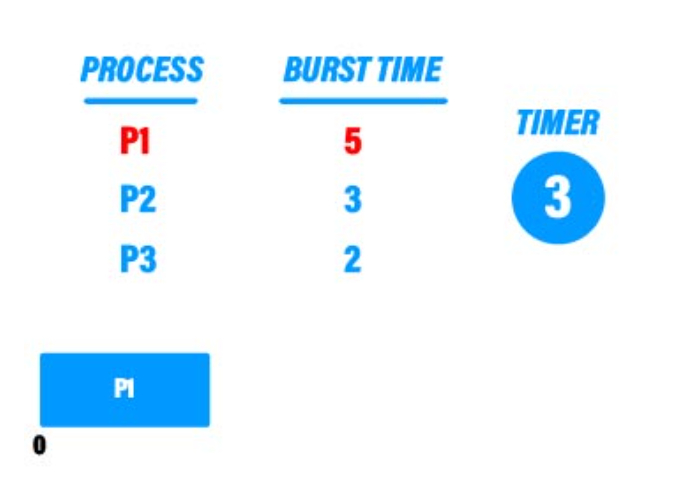 PROCESS BURST TIME
TIMER
P1 5
P2 3
3
P3 2
P1
0